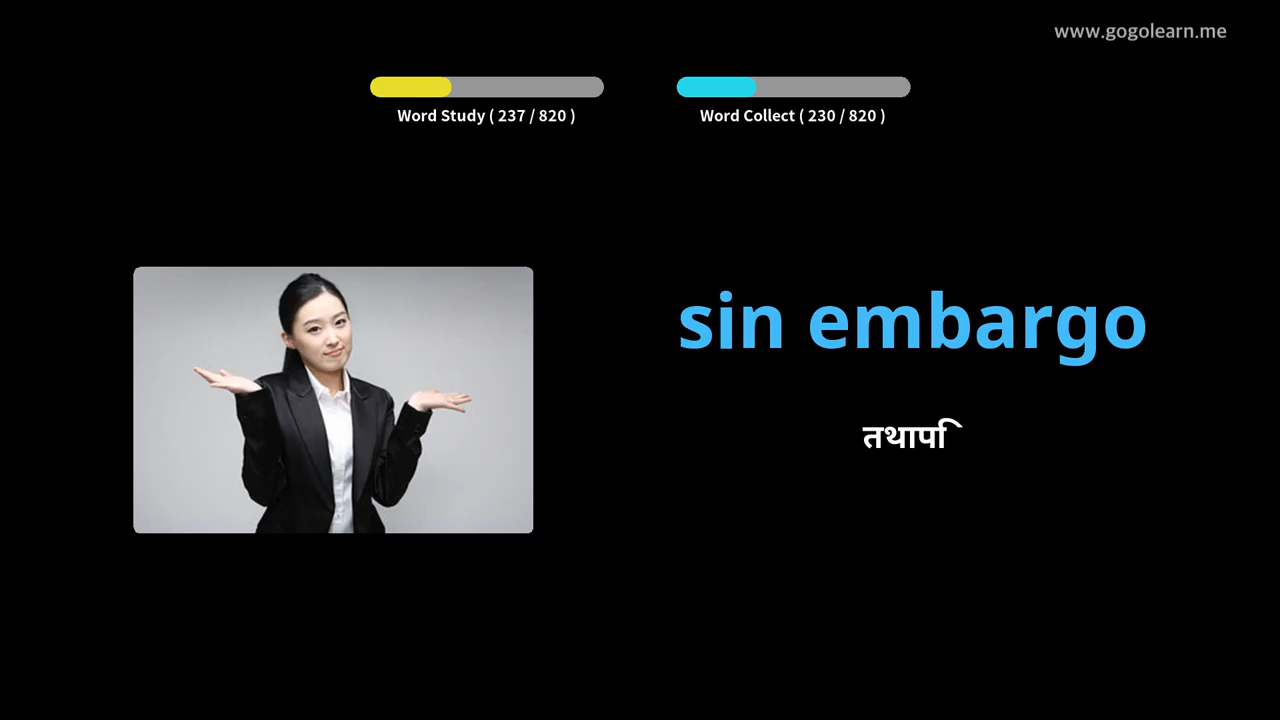 www.gogolearn.me
Word Study ( 237 / 820 )
Word Collect ( 230 / 820 )
sin embargo
तथापि